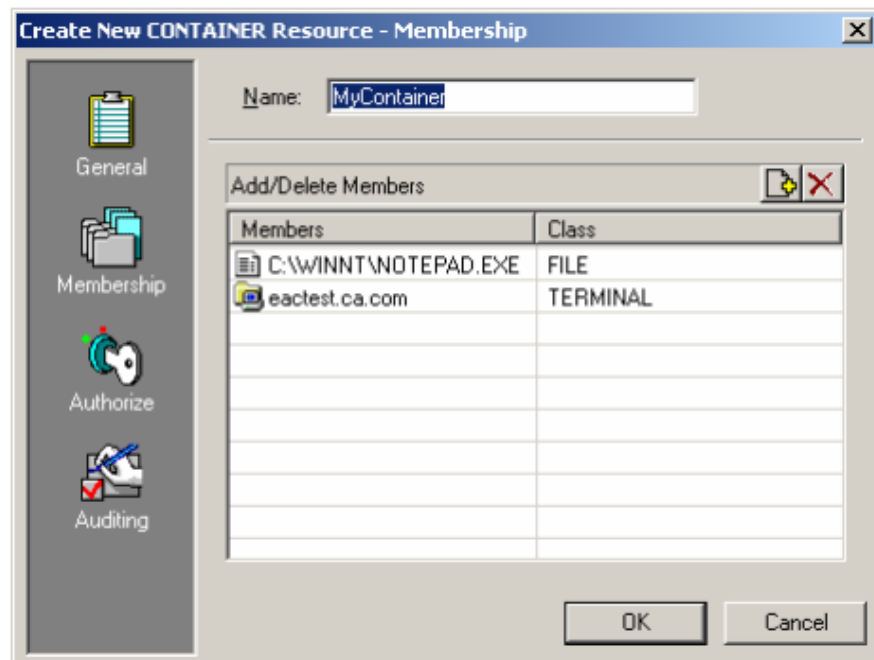 Create New CONTAINER Resource - Membership
General
Membership
Authorize
Auditing
Name: MyContainer
Add/Delete Members
Members Class
C:\WINNT\NOTEPAD.EXE FILE
eactest.ca.com TERMINAL
OK Cancel